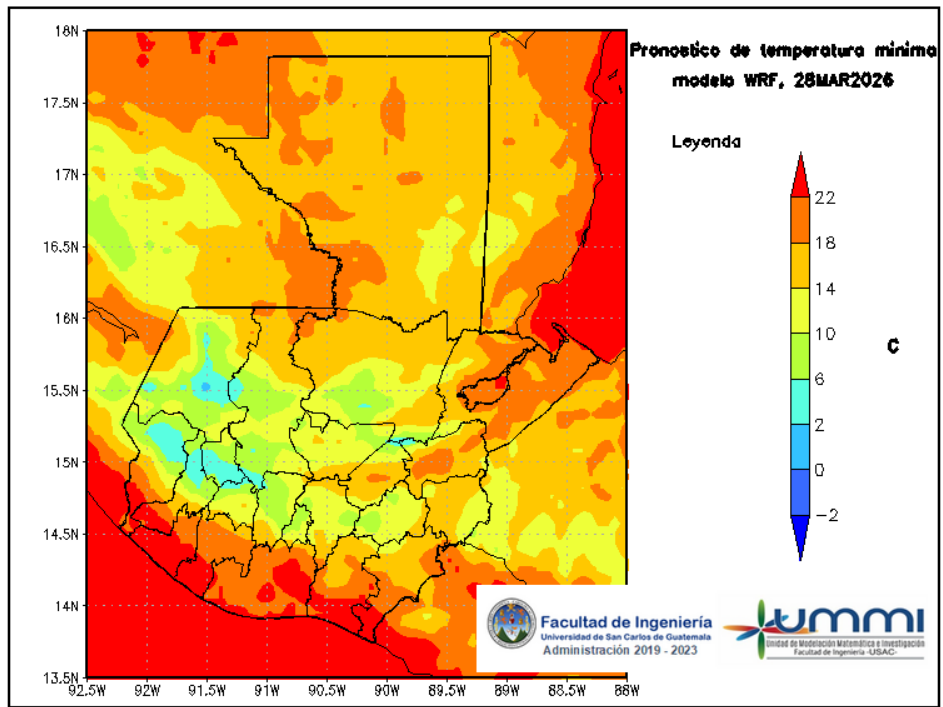 Pronostico de temperatura minima
modelo WRF, 28MAR2026
Leyenda
22
18
14
10
6
2
0
−2
C
18N
17.5N
17N
16.5N
16N
15.5N
15N
14.5N
14N
13.5N
92.5W
92W
91.5W
91W
90.5W
90W
89.5W
89W
88.5W
88W
Facultad de Ingeniería
Universidad de San Carlos de Guatemala
Administración 2019 - 2023
ummi
Unidad de Modelación Matemática e Investigación
Facultad de Ingeniería -USAC-